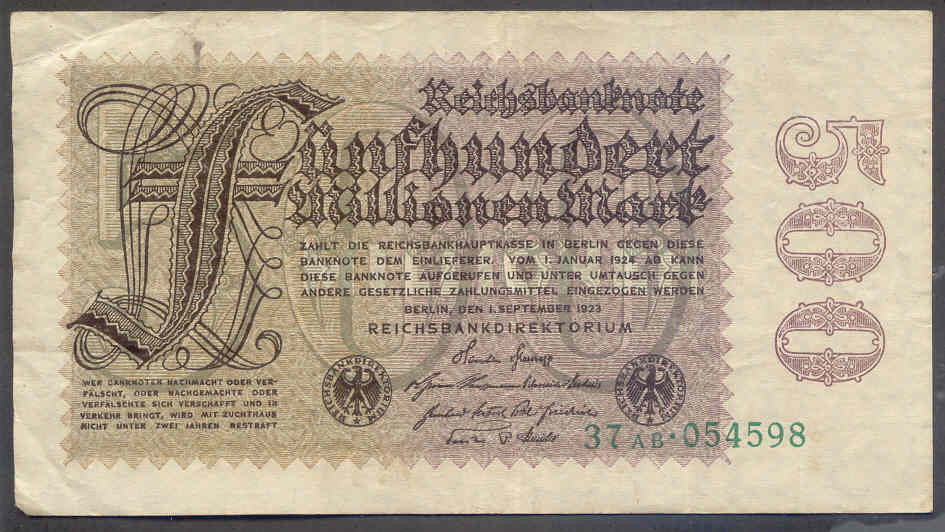 Reichsbanknote
Fünfhundert
Millionen Mark
ZAHLT DIE REICHSBANKHAUPTKASSE IN BERLIN GEGEN DIESE
BANKNOTE DEM EINLIEFERER. VOM 1. JANUAR 1924 AB KANN
DIESE BANKNOTE AUFGERUFEN UND UNTER UMTAUSCH GEGEN
ANDERE GESETZLICHE ZAHLUNGSMITTEL EINGEZOGEN WERDEN
BERLIN, DEN 1. SEPTEMBER 1923
REICHSBANKDIREKTORIUM
WER BANKNOTEN NACHMACHT ODER VER-
FÄLSCHT, ODER NACHGEMACHTE ODER
VERFÄLSCHTE SICH VERSCHAFFT UND IN
VERKEHR BRINGT, WIRD MIT ZUCHTHAUS
NICHT UNTER ZWEI JAHREN BESTRAFT
REICHSBANKDIREKTORIUM
REICHSBANKDIREKTORIUM
37 AB·054598
500